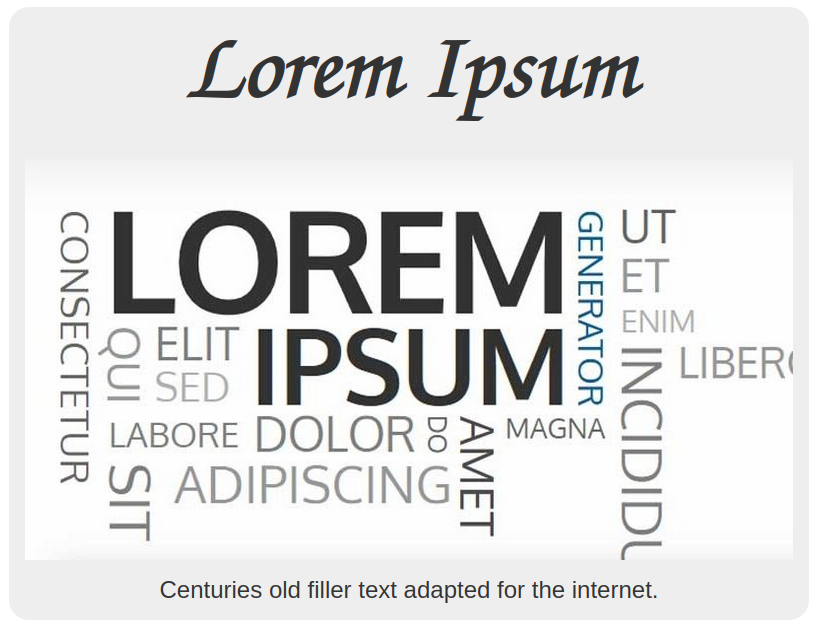 Lorem Ipsum
CONSECTETUR
LOREM
GENERATOR
UT
ET
ENIM
QUI
ELIT
SED
IPSUM
INCIDIDU
LIBERO
LABORE
DOLOR
DO
AMET
MAGNA
SIT
ADIPISCING
Centuries old filler text adapted for the internet.